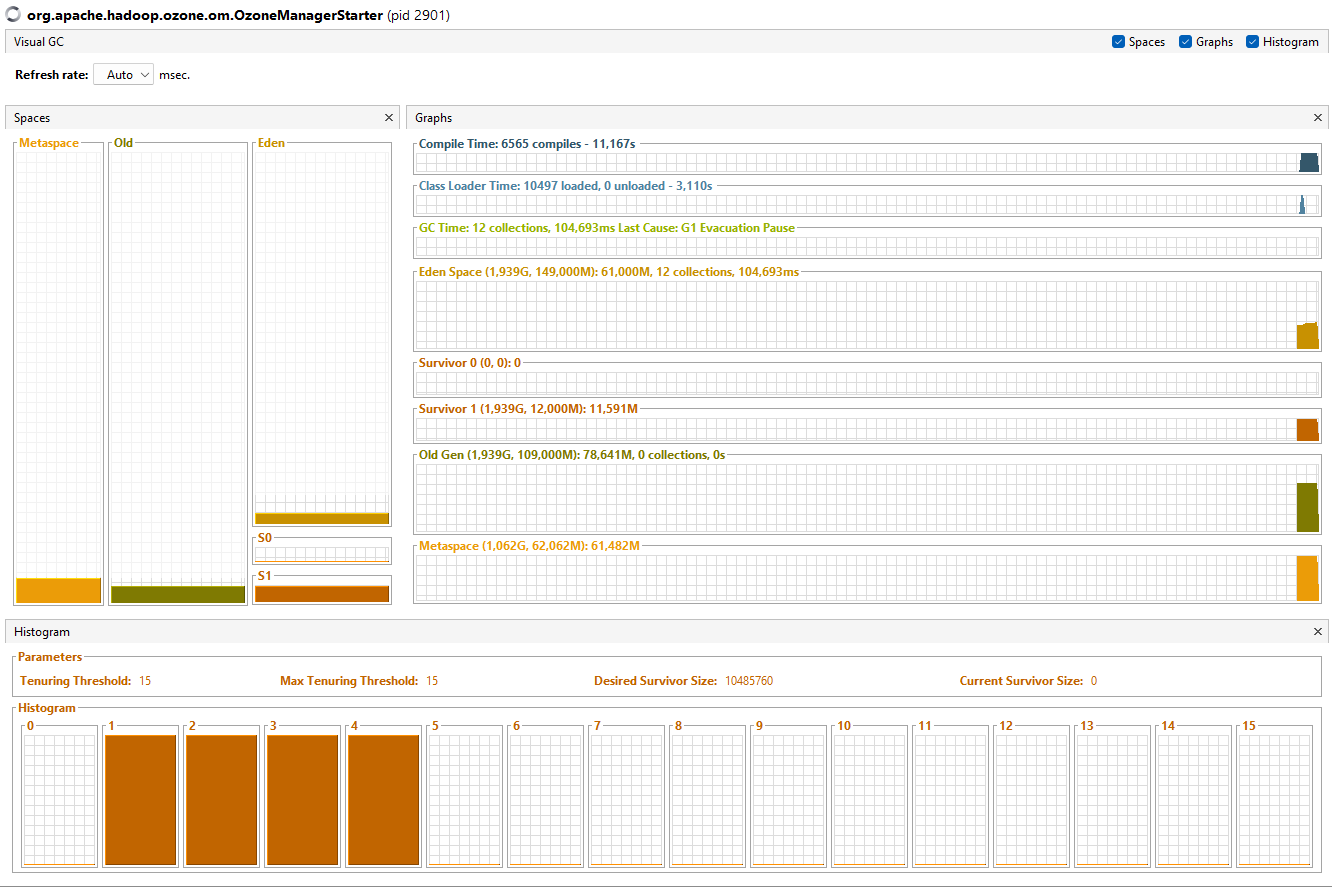 org.apache.hadoop.ozone.om.OzoneManagerStarter (pid 2901)
Visual GC
Spaces Graphs Histogram
Refresh rate: Auto msec.
Spaces
Metaspace Old Eden
S0
S1
Graphs
Compile Time: 6565 compiles - 11,167s
Class Loader Time: 10497 loaded, 0 unloaded - 3,110s
GC Time: 12 collections, 104,693ms Last Cause: G1 Evacuation Pause
Eden Space (1,939G, 149,000M): 61,000M, 12 collections, 104,693ms
Survivor 0 (0, 0): 0
Survivor 1 (1,939G, 12,000M): 11,591M
Old Gen (1,939G, 109,000M): 78,641M, 0 collections, 0s
Metaspace (1,062G, 62,062M): 61,482M
Histogram
Parameters
Tenuring Threshold: 15 Max Tenuring Threshold: 15 Desired Survivor Size: 10485760 Current Survivor Size: 0
Histogram
0 1 2 3 4 5 6 7 8 9 10 11 12 13 14 15